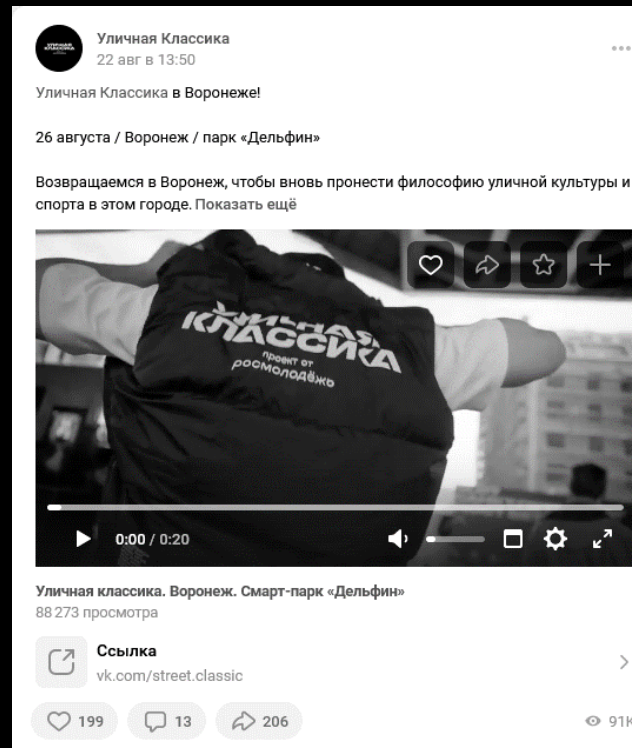 Уличная Классика
22 авг в 13:50
Уличная Классика в Воронеже!
26 августа / Воронеж / парк «Дельфин»
Возвращаемся в Воронеж, чтобы вновь пронести философию уличной культуры и
спорта в этом городе. Показать ещё
УЛИЧНАЯ
КЛАССИКА
проект от
росмолодёжь
0:00 / 0:20
Уличная классика. Воронеж. Смарт-парк «Дельфин»
88 273 просмотра
Ссылка
vk.com/street.classic
199 13 206 91K